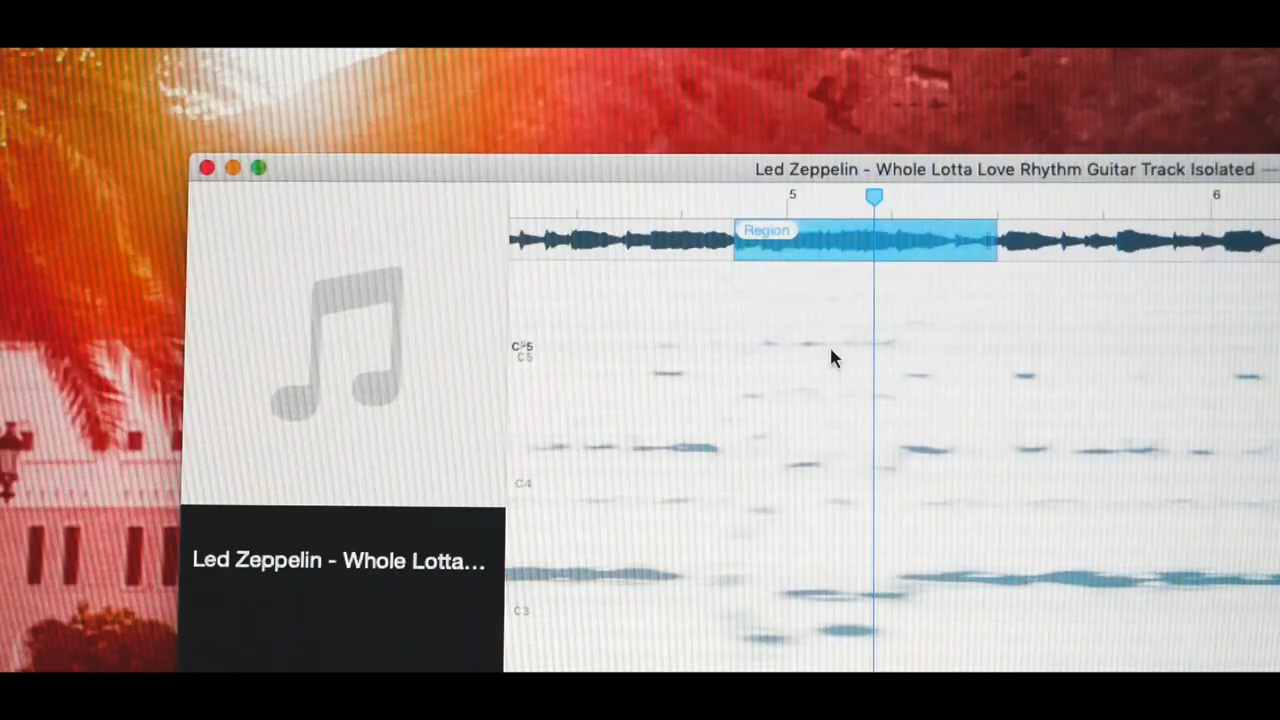 Led Zeppelin - Whole Lotta Love Rhythm Guitar Track Isolated
5
6
Region
C#5
C5
C4
Led Zeppelin - Whole Lotta...
C3